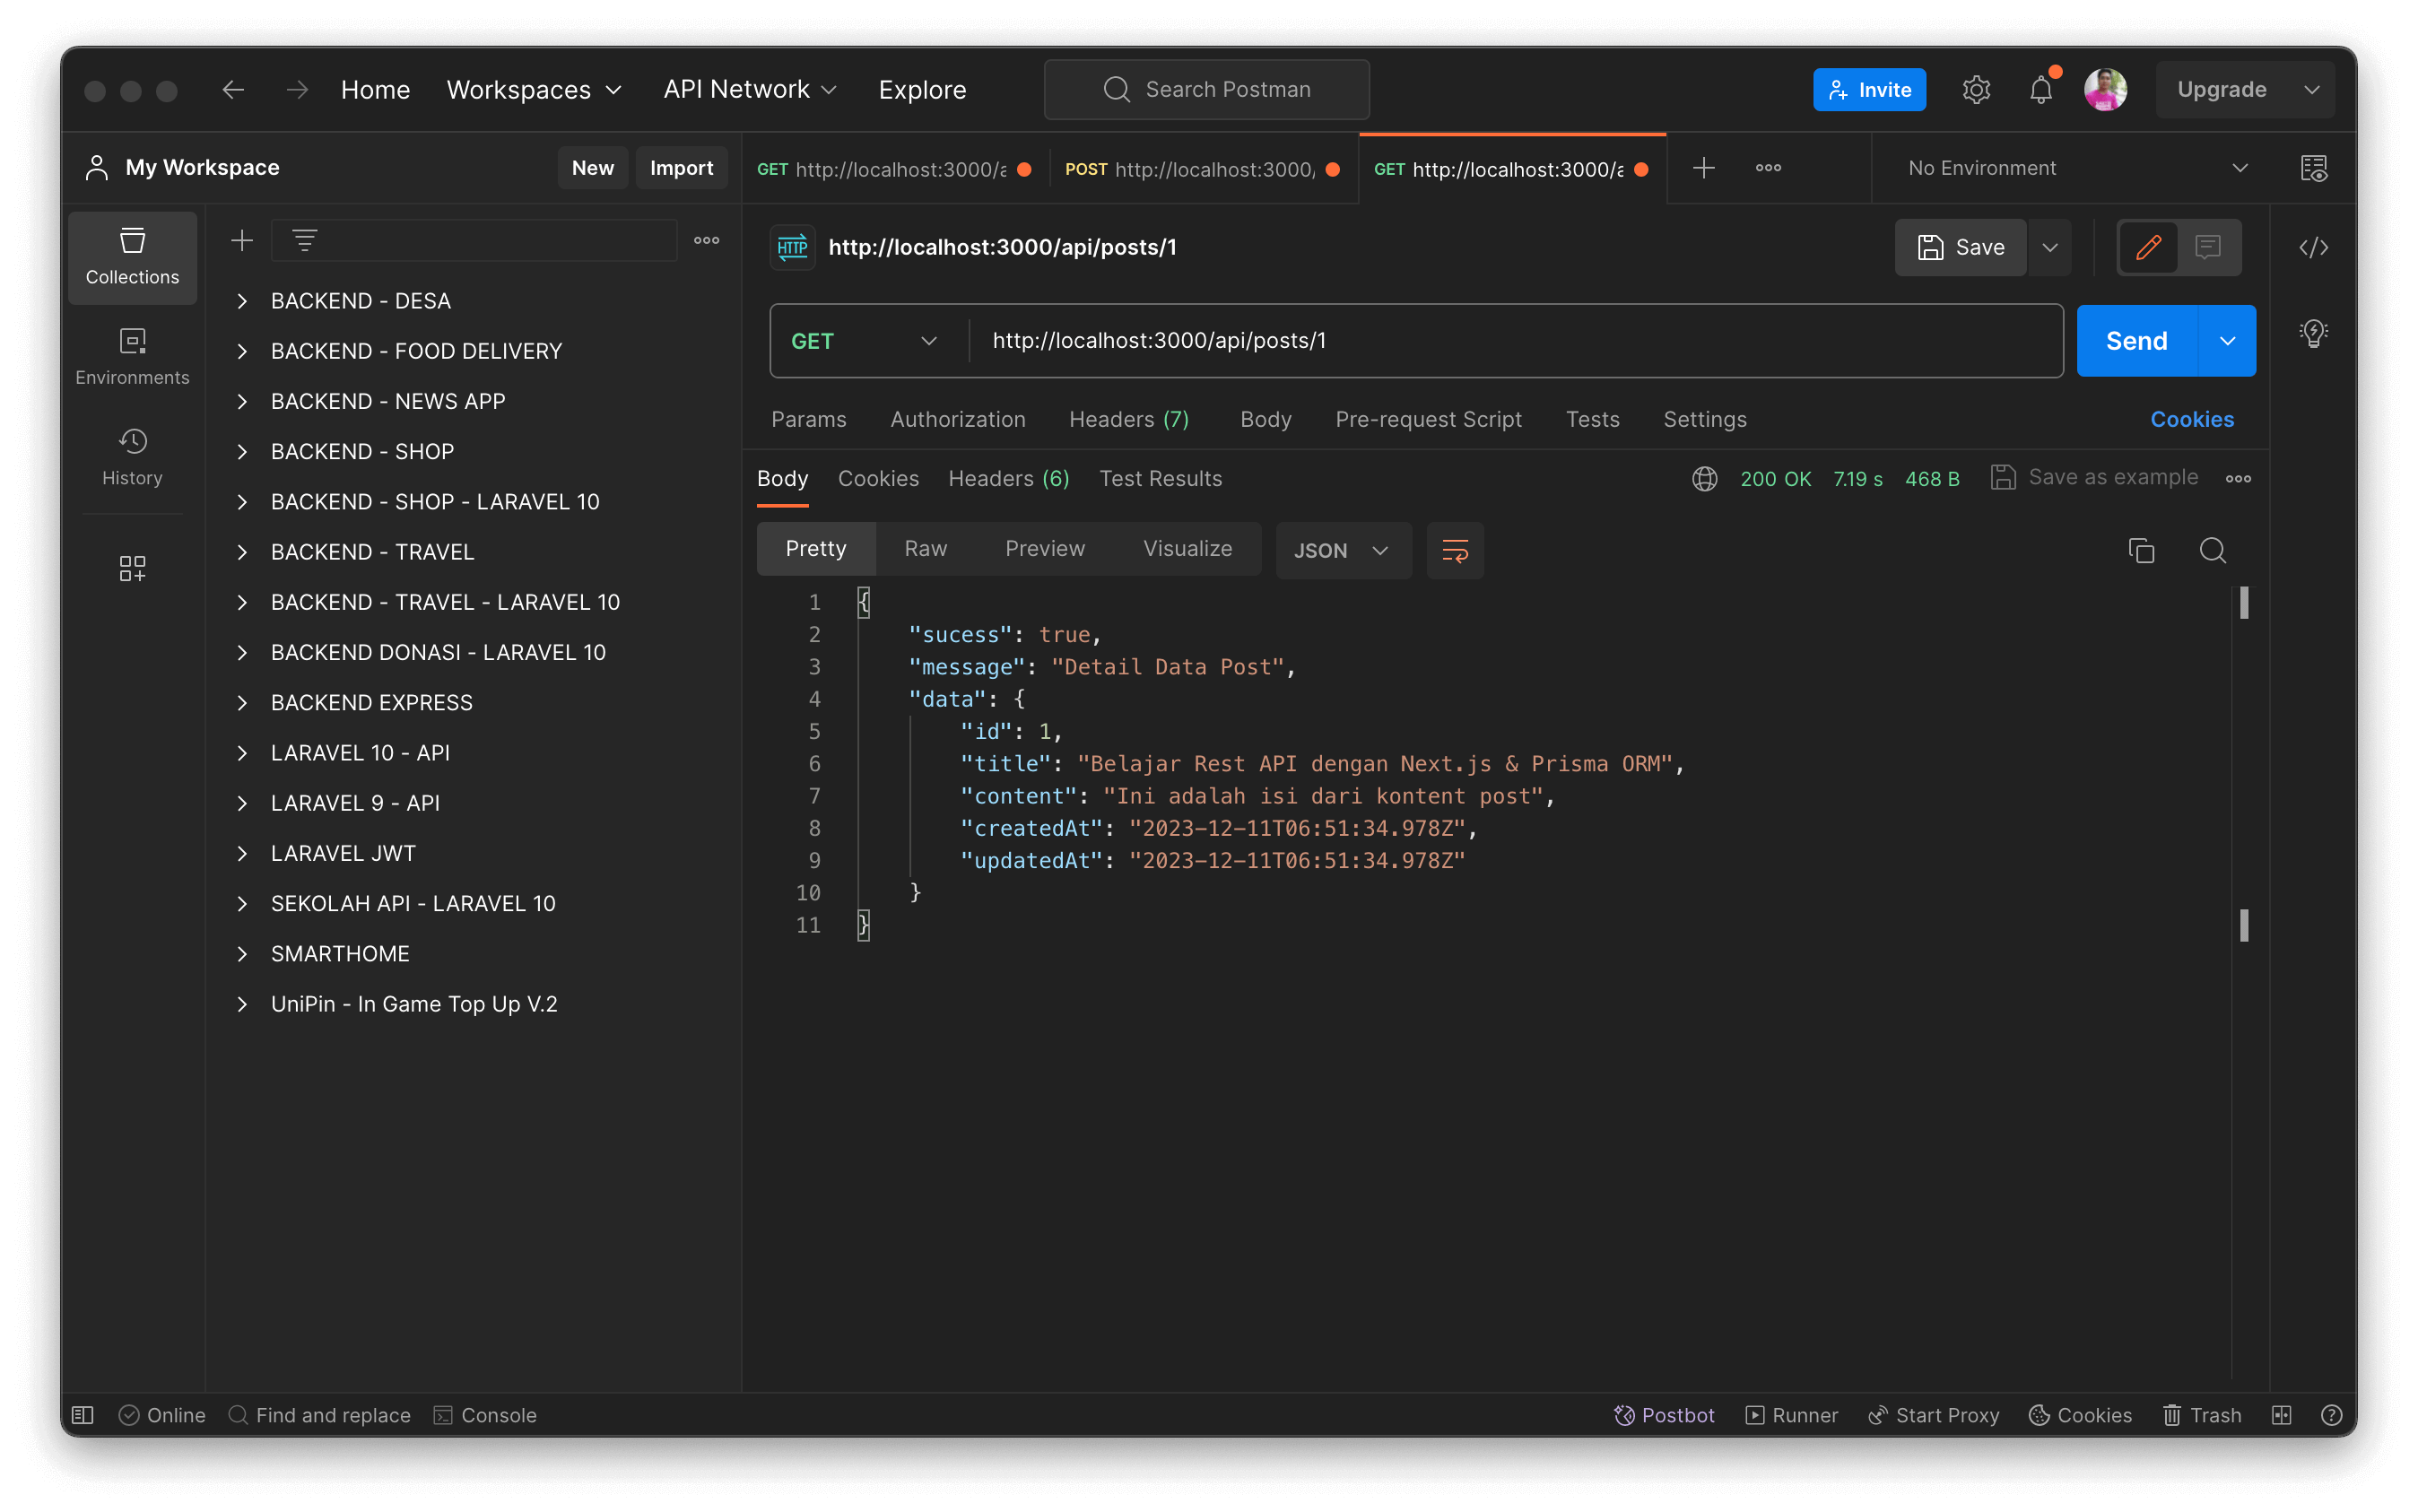 Home Workspaces API Network Explore Search Postman Invite Upgrade
My Workspace New Import GET http://localhost:3000/a POST http://localhost:3000/ GET http://localhost:3000/a No Environment
Collections
Environments
History
BACKEND - DESA
BACKEND - FOOD DELIVERY
BACKEND - NEWS APP
BACKEND - SHOP
BACKEND - SHOP - LARAVEL 10
BACKEND - TRAVEL
BACKEND - TRAVEL - LARAVEL 10
BACKEND DONASI - LARAVEL 10
BACKEND EXPRESS
LARAVEL 10 - API
LARAVEL 9 - API
LARAVEL JWT
SEKOLAH API - LARAVEL 10
SMARTHOME
UniPin - In Game Top Up V.2
HTTP http://localhost:3000/api/posts/1 Save
GET http://localhost:3000/api/posts/1 Send
Params Authorization Headers (7) Body Pre-request Script Tests Settings Cookies
Body Cookies Headers (6) Test Results 200 OK 7.19 s 468 B Save as example
Pretty Raw Preview Visualize JSON
1 {
2 "sucess": true,
3 "message": "Detail Data Post",
4 "data": {
5 "id": 1,
6 "title": "Belajar Rest API dengan Next.js & Prisma ORM",
7 "content": "Ini adalah isi dari kontent post",
8 "createdAt": "2023-12-11T06:51:34.978Z",
9 "updatedAt": "2023-12-11T06:51:34.978Z"
10 }
11 }
Online Find and replace Console Postbot Runner Start Proxy Cookies Trash